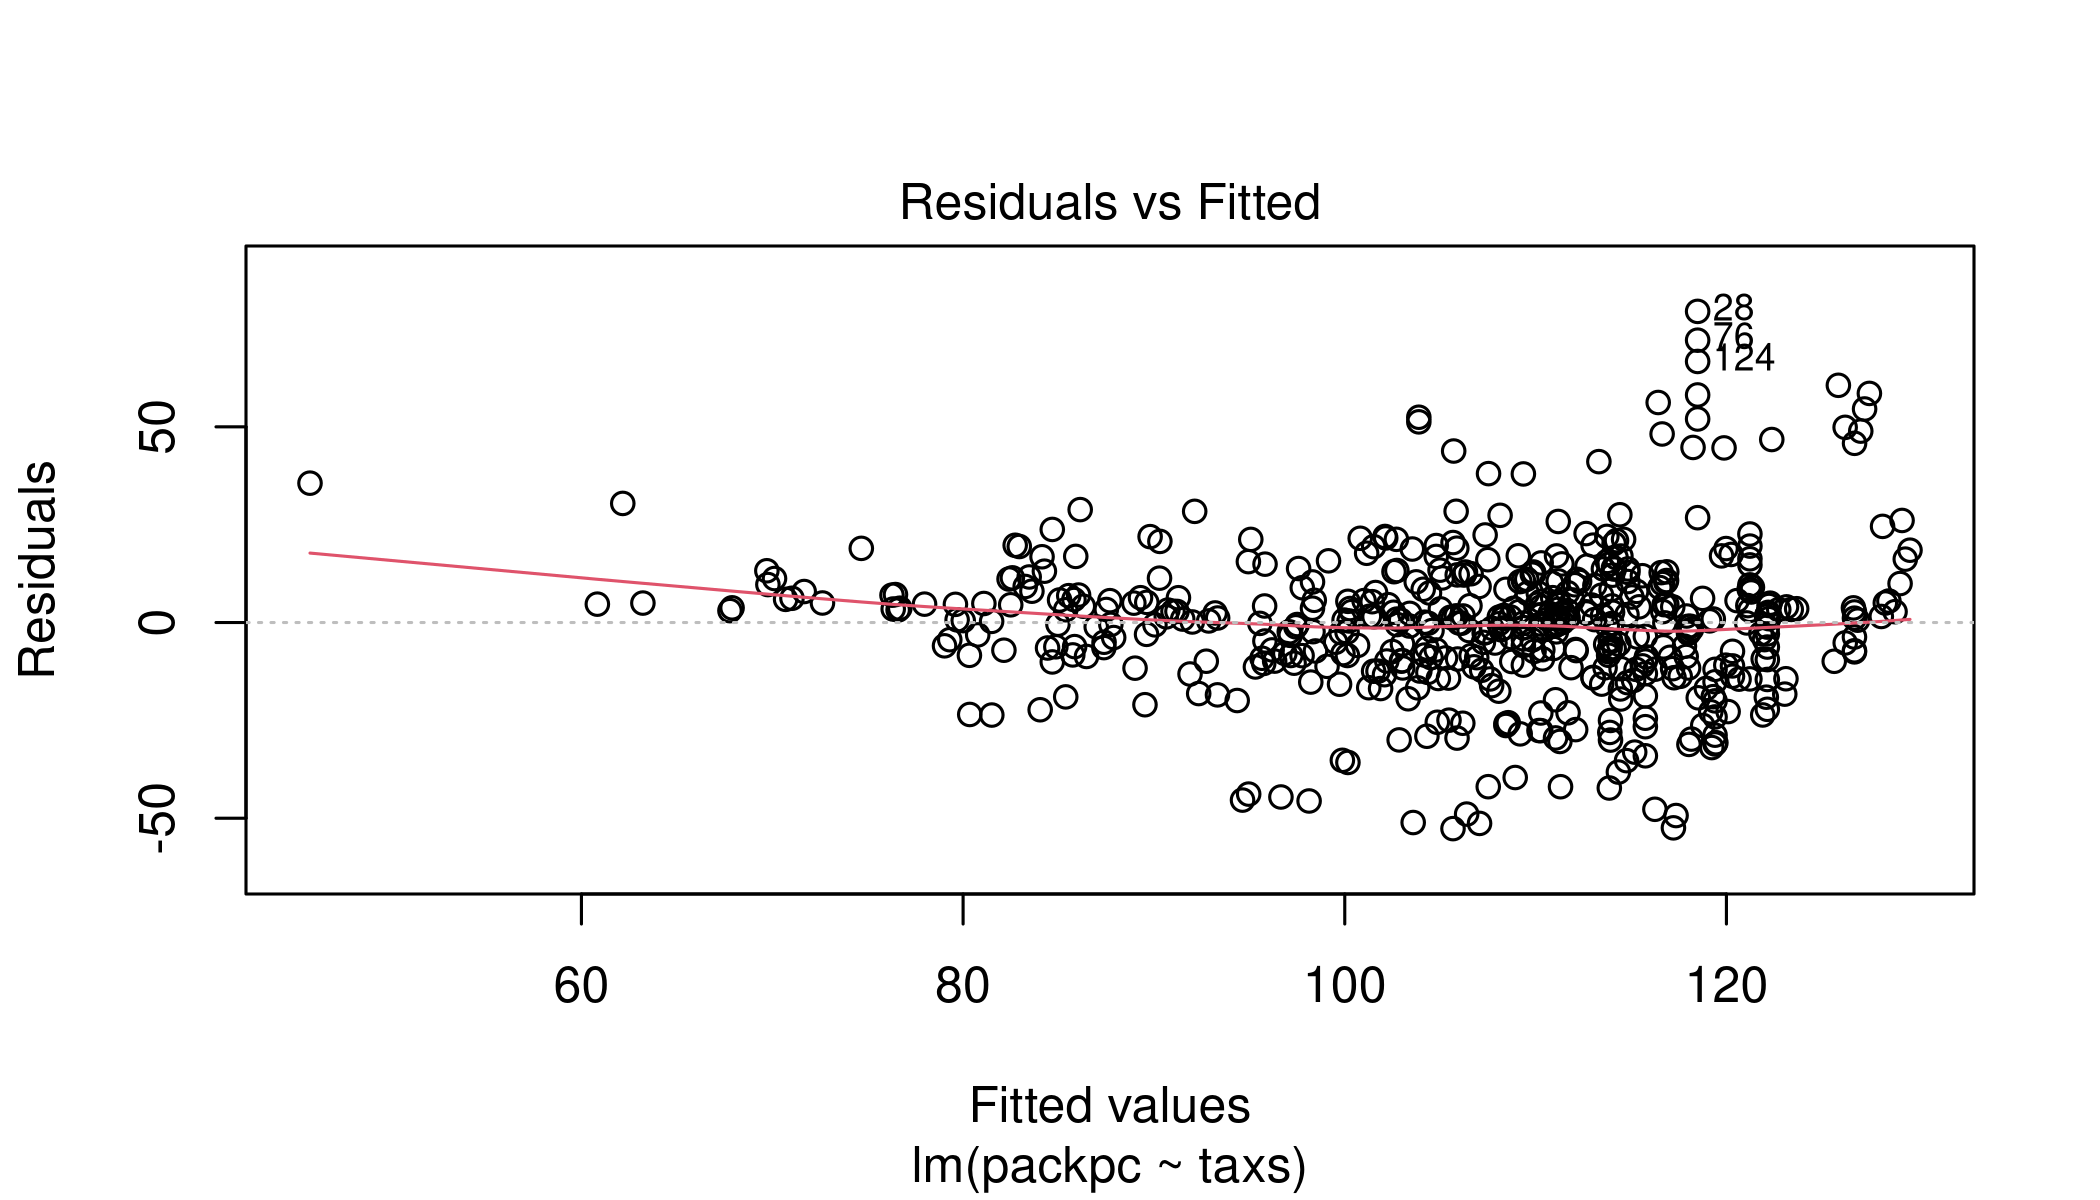 Residuals vs Fitted
28
76
124
Residuals
50
0
-50
60 80 100 120
Fitted values
lm(packpc ~ taxs)